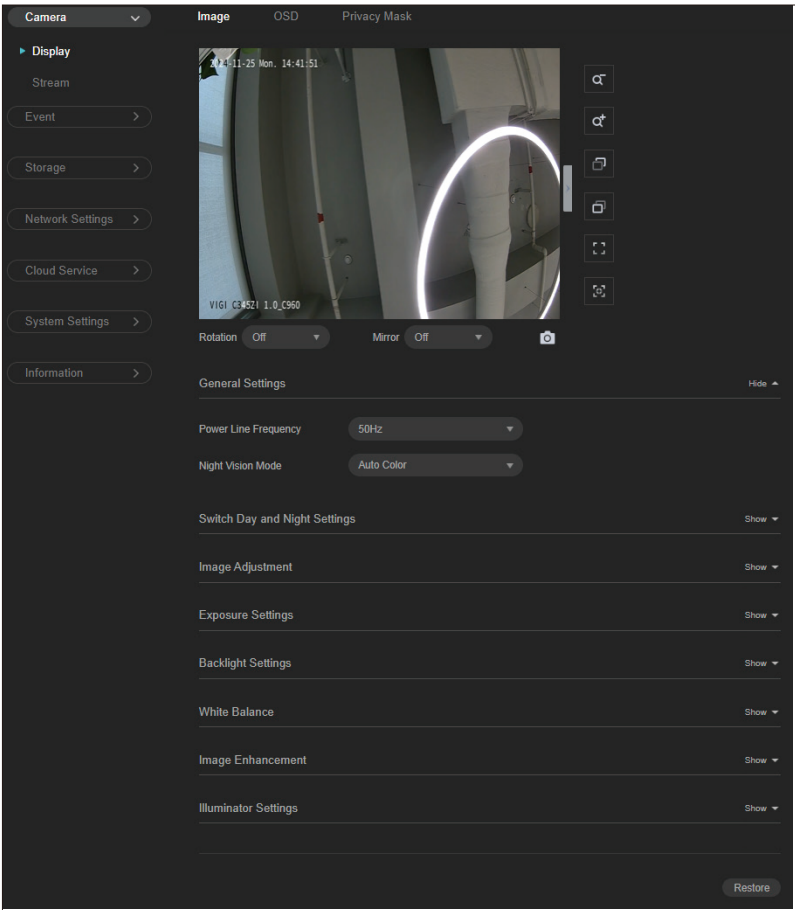 Camera
Image OSD Privacy Mask
Display
Stream
Event
Storage
Network Settings
Cloud Service
System Settings
Information
11-25 Mon. 14:41:51
VIGI C345ZI 1.0_C960
Rotation Off Mirror Off
General Settings Hide
Power Line Frequency 50Hz
Night Vision Mode Auto Color
Switch Day and Night Settings Show
Image Adjustment Show
Exposure Settings Show
Backlight Settings Show
White Balance Show
Image Enhancement Show
Illuminator Settings Show
Restore